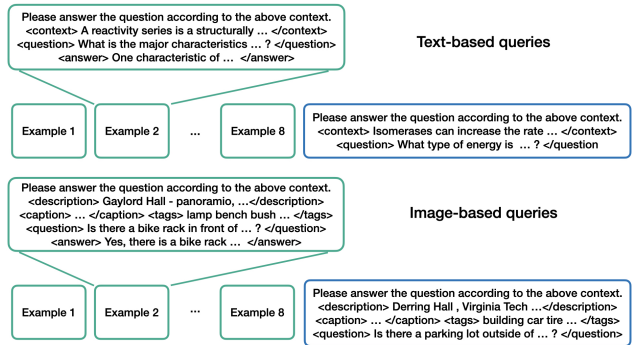 Please answer the question according to the above context.
<context> A reactivity series is a structurally ... </context>
<question> What is the major characteristics ... ? </question>
<answer> One characteristic of ...  </answer>
Text-based queries
Example 1
Example 2
...
Example 8
Please answer the question according to the above context.
<context> Isomerases can increase the rate ... </context>
<question> What type of energy is  ... ? </question
Please answer the question according to the above context.
<description> Gaylord Hall - panoramio, ...</description>
<caption> ... </caption> <tags> lamp bench bush ... </tags>
<question> Is there a bike rack in front of ... ? </question>
<answer> Yes, there is a bike rack ...  </answer>
Image-based queries
Example 1
Example 2
...
Example 8
Please answer the question according to the above context.
<description> Derring Hall , Virginia Tech ...</description>
<caption> ... </caption> <tags> building car tire ... </tags>
<question> Is there a parking lot outside of ... ? </question>